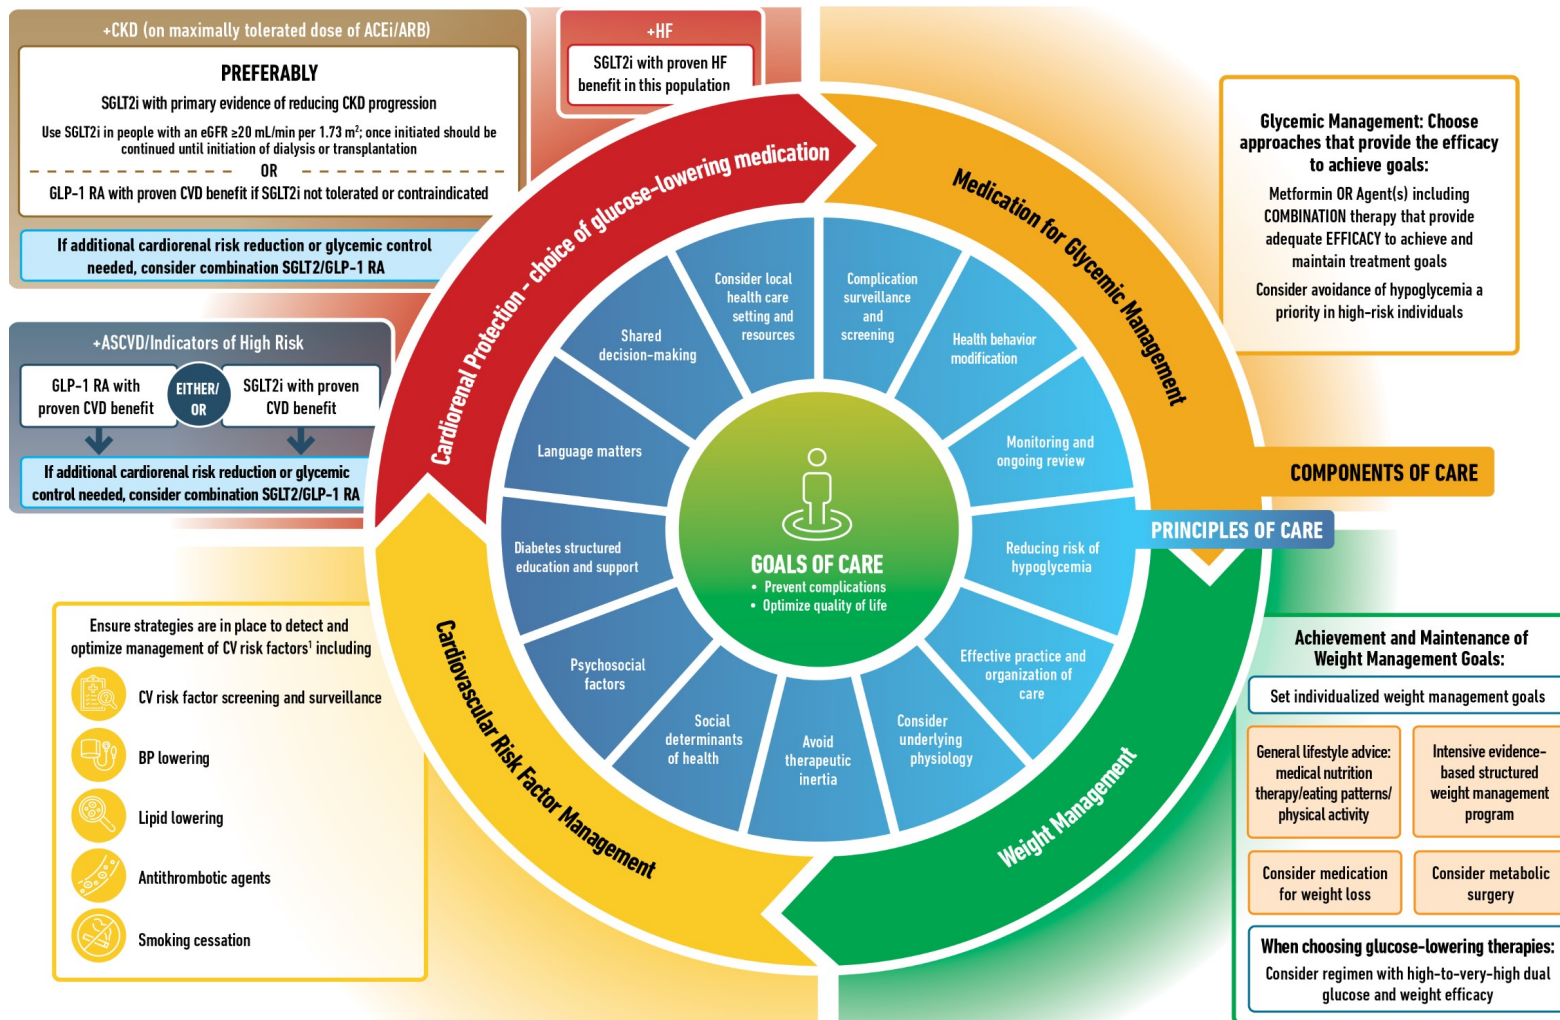 +CKD (on maximally tolerated dose of ACEi/ARB)
PREFERABLY
SGLT2i with primary evidence of reducing CKD progression
Use SGLT2i in people with an eGFR ≥20 mL/min per 1.73 m²; once initiated should be
continued until initiation of dialysis or transplantation
OR
GLP-1 RA with proven CVD benefit if SGLT2i not tolerated or contraindicated
If additional cardiorenal risk reduction or glycemic control
needed, consider combination SGLT2/GLP-1 RA
+HF
SGLT2i with proven HF
benefit in this population
+ASCVD/Indicators of High Risk
GLP-1 RA with
proven CVD benefit
EITHER/
OR
SGLT2i with proven
CVD benefit
If additional cardiorenal risk reduction or glycemic
control needed, consider combination SGLT2/GLP-1 RA
Cardiorenal Protection - choice of glucose-lowering medication
Medication for Glycemic Management
Glycemic Management: Choose
approaches that provide the efficacy
to achieve goals:
Metformin OR Agent(s) including
COMBINATION therapy that provide
adequate EFFICACY to achieve and
maintain treatment goals
Consider avoidance of hypoglycemia a
priority in high-risk individuals
COMPONENTS OF CARE
PRINCIPLES OF CARE
Consider local
health care
setting and
resources
Complication
surveillance
and
screening
Health behavior
modification
Monitoring and
ongoing review
Reducing risk of
hypoglycemia
Effective practice and
organization of
care
Consider
underlying
physiology
Avoid
therapeutic
inertia
Social
determinants
of health
Psychosocial
factors
Diabetes structured
education and support
Language matters
Shared
decision-making
GOALS OF CARE
• Prevent complications
• Optimize quality of life
Cardiovascular Risk Factor Management
Weight Management
Ensure strategies are in place to detect and
optimize management of CV risk factors¹ including
CV risk factor screening and surveillance
BP lowering
Lipid lowering
Antithrombotic agents
Smoking cessation
Achievement and Maintenance of
Weight Management Goals:
Set individualized weight management goals
General lifestyle advice:
medical nutrition
therapy/eating patterns/
physical activity
Intensive evidence-
based structured
weight management
program
Consider medication
for weight loss
Consider metabolic
surgery
When choosing glucose-lowering therapies:
Consider regimen with high-to-very-high dual
glucose and weight efficacy